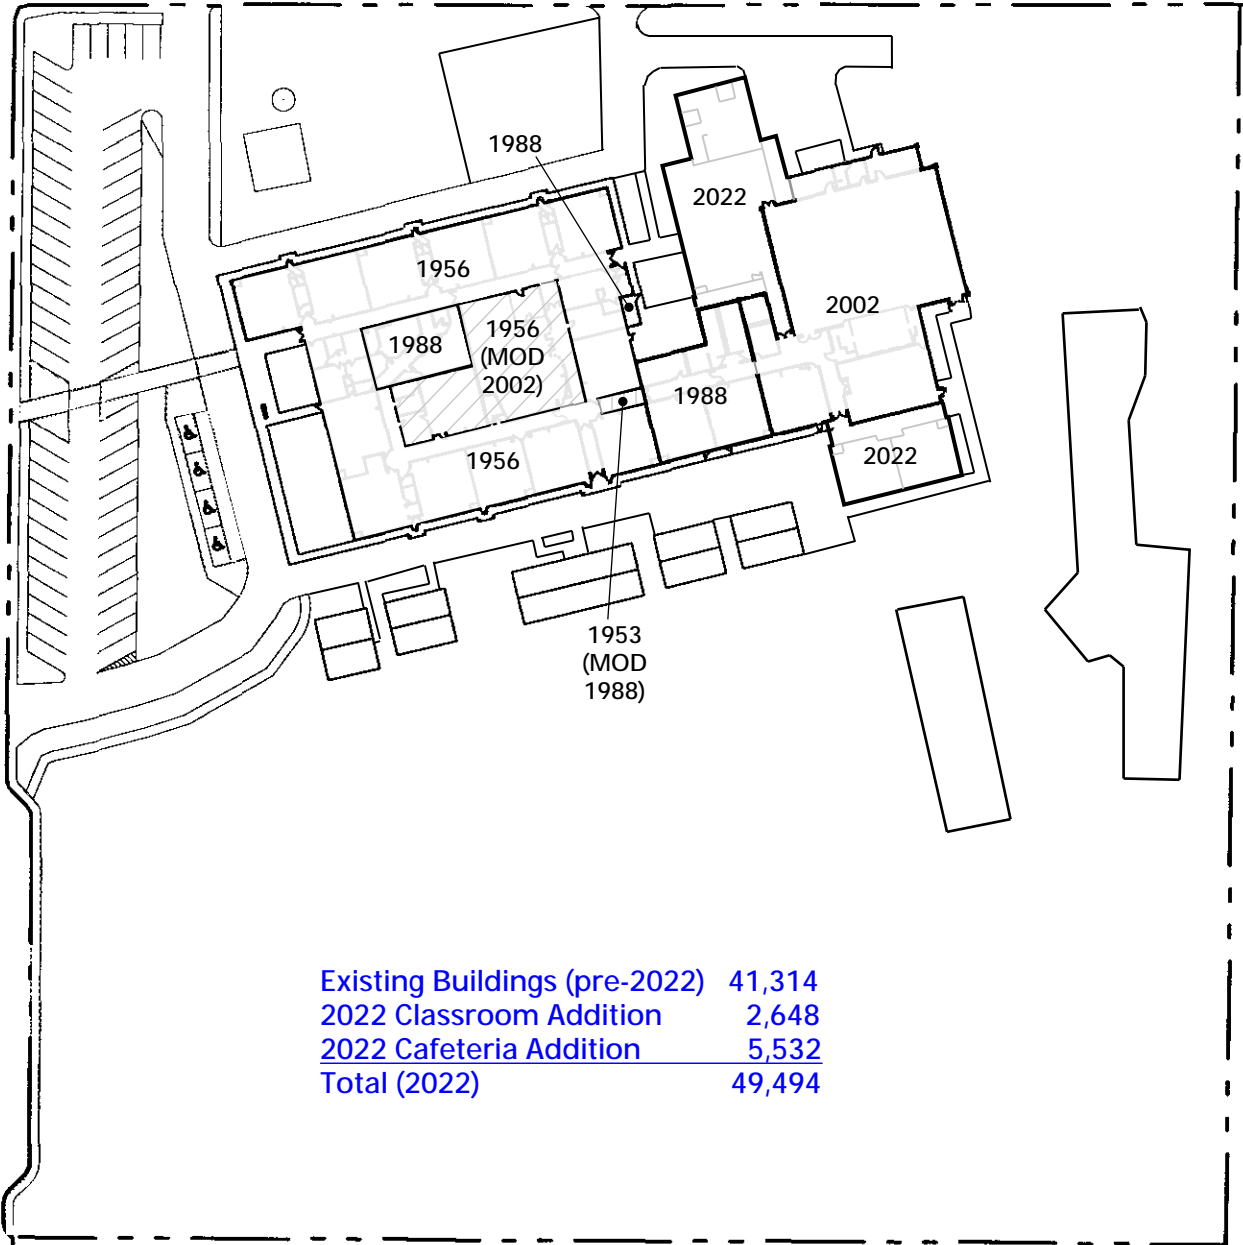 1988
2022
1956
2002
1956
(MOD
2002)
1988
1988
1956
2022
1953
(MOD
1988)
Existing Buildings (pre-2022) 41,314
2022 Classroom Addition 2,648
2022 Cafeteria Addition 5,532
Total (2022) 49,494